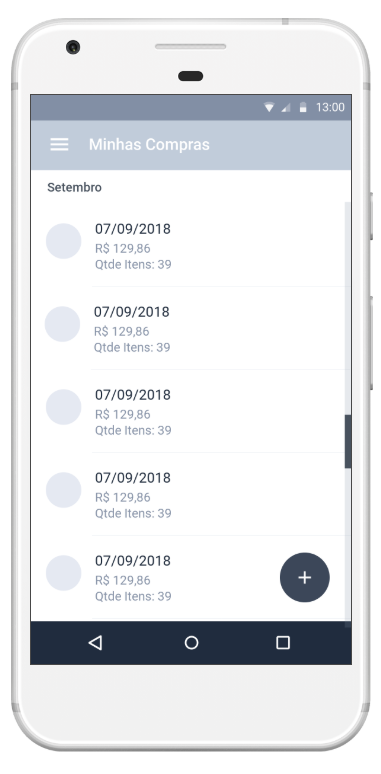 13:00
Minhas Compras
Setembro
07/09/2018
R$ 129,86
Qtde Itens: 39
07/09/2018
R$ 129,86
Qtde Itens: 39
07/09/2018
R$ 129,86
Qtde Itens: 39
07/09/2018
R$ 129,86
Qtde Itens: 39
07/09/2018
R$ 129,86
Qtde Itens: 39